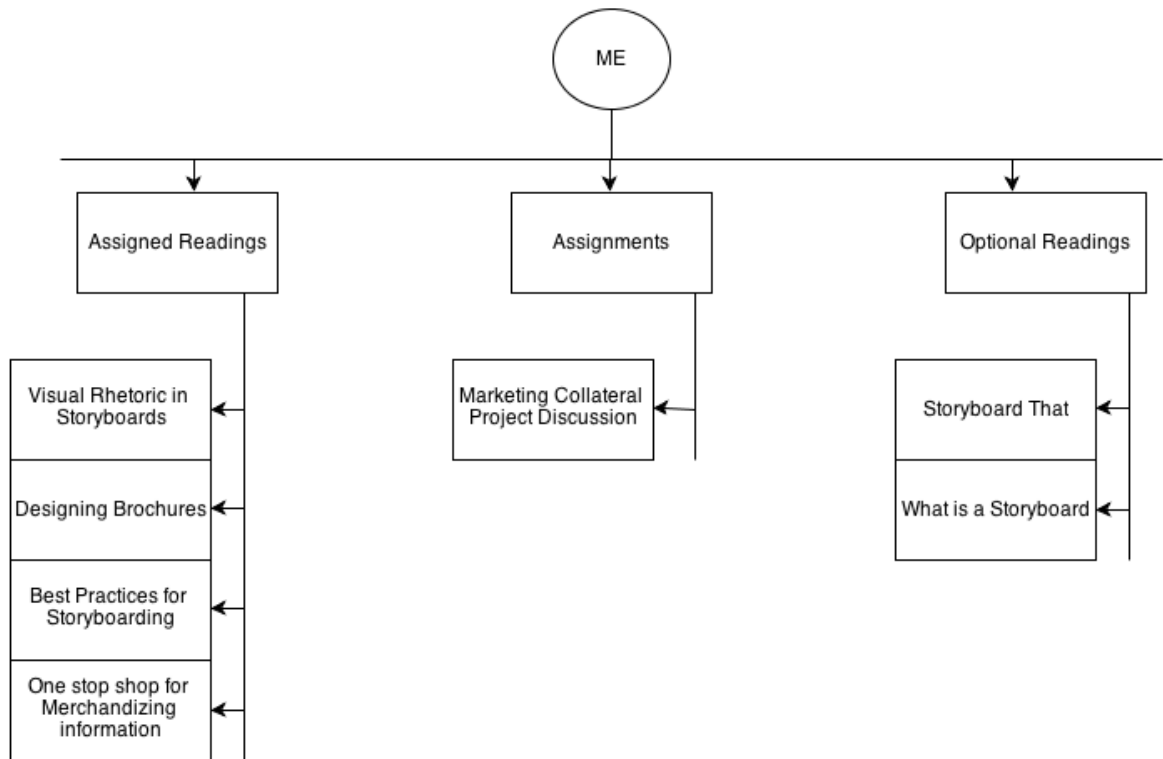 ME
Assigned Readings
Assignments
Optional Readings
Visual Rhetoric in
Storyboards
Designing Brochures
Best Practices for
Storyboarding
One stop shop for
Merchandizing
information
Marketing Collateral
Project Discussion
Storyboard That
What is a Storyboard